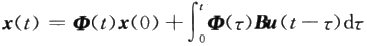 x(t) = Φ(t)x(0) + ∫₀ᵗ Φ(τ)Bu(t − τ)dτ